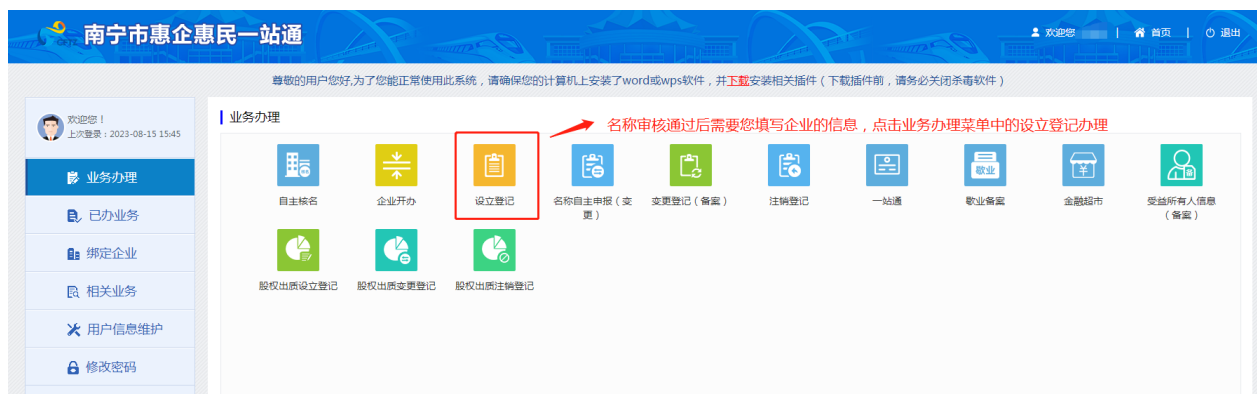 南宁市惠企惠民一站通
欢迎您 | 首页 | 退出
尊敬的用户您好,为了您能正常使用此系统，请确保您的计算机上安装了word或wps软件，并下载安装相关插件（下载插件前，请务必关闭杀毒软件）
欢迎您！
上次登录：2023-08-15 15:45
业务办理
已办业务
绑定企业
相关业务
用户信息维护
修改密码
业务办理
名称审核通过后需要您填写企业的信息，点击业务办理菜单中的设立登记办理
自主核名
企业开办
设立登记
名称自主申报（变
更）
变更登记（备案）
注销登记
一站通
歇业
歇业备案
金融超市
受益所有人信息
（备案）
股权出质设立登记
股权出质变更登记
股权出质注销登记